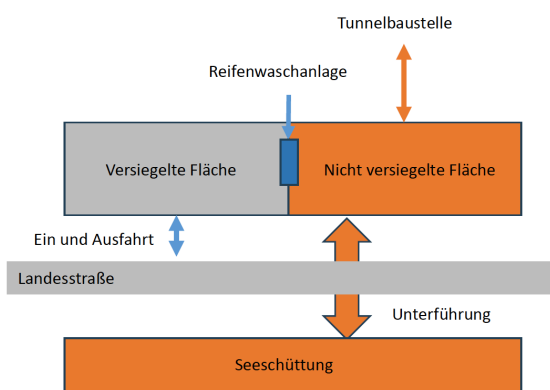 Tunnelbaustelle
Reifenwaschanlage
Versiegelte Fläche
Nicht versiegelte Fläche
Ein und Ausfahrt
Landesstraße
Unterführung
Seeschüttung